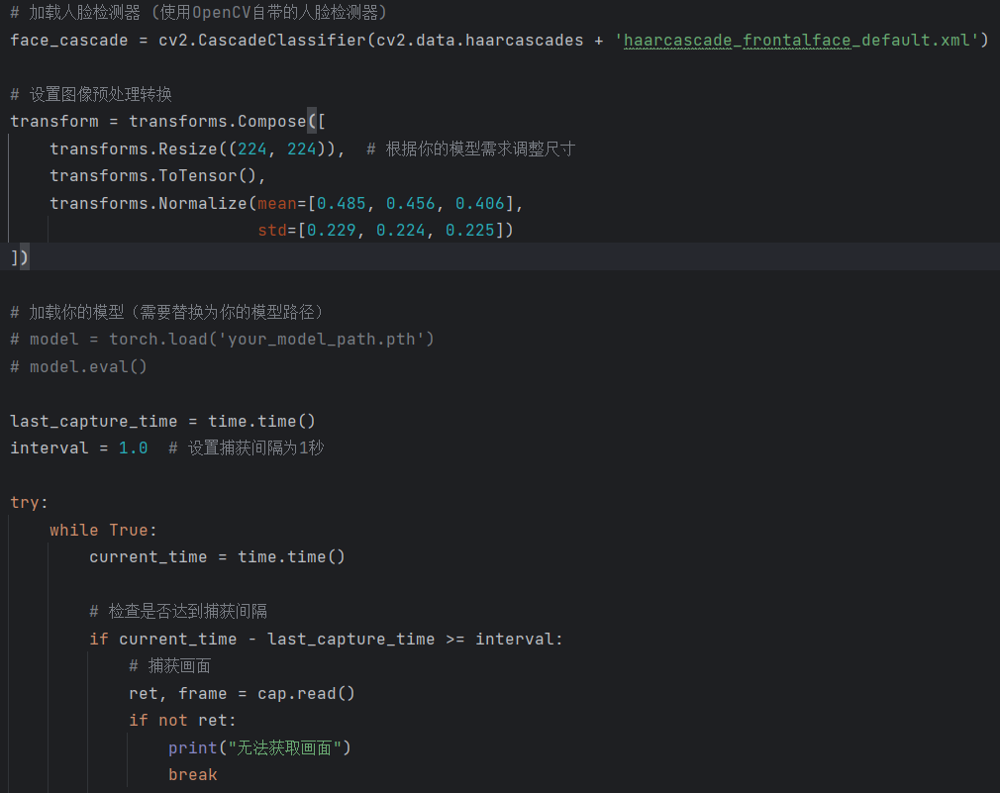 # 加载人脸检测器 (使用OpenCV自带的人脸检测器)
face_cascade = cv2.CascadeClassifier(cv2.data.haarcascades + 'haarcascade_frontalface_default.xml')
# 设置图像预处理转换
transform = transforms.Compose([
    transforms.Resize((224, 224)),  # 根据你的模型需求调整尺寸
    transforms.ToTensor(),
    transforms.Normalize(mean=[0.485, 0.456, 0.406],
                         std=[0.229, 0.224, 0.225])
])
# 加载你的模型（需要替换为你的模型路径）
# model = torch.load('your_model_path.pth')
# model.eval()
last_capture_time = time.time()
interval = 1.0  # 设置捕获间隔为1秒
try:
    while True:
        current_time = time.time()
        # 检查是否达到捕获间隔
        if current_time - last_capture_time >= interval:
            # 捕获画面
            ret, frame = cap.read()
            if not ret:
                print("无法获取画面")
                break